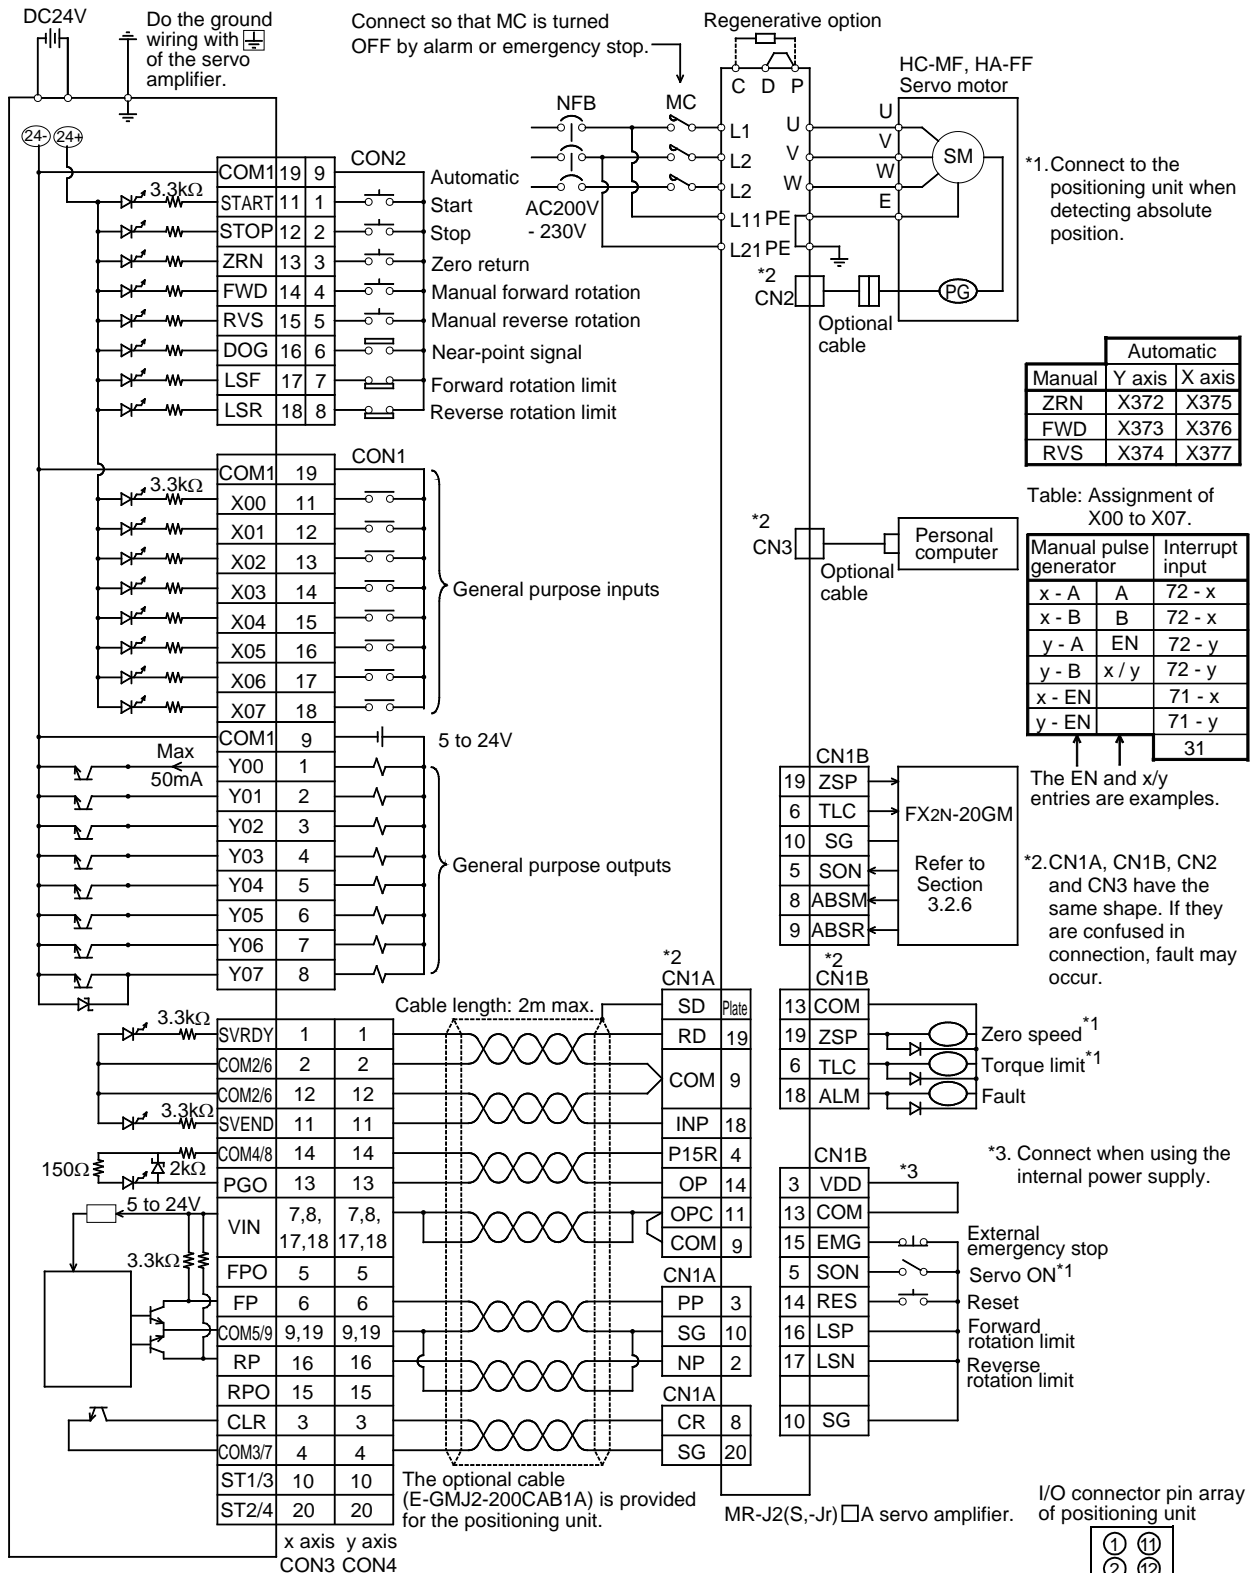 DC24V
Do the ground
wiring with
of the servo
amplifier.
Connect so that MC is turned
OFF by alarm or emergency stop.
Regenerative option
C D P
HC-MF, HA-FF
Servo motor
NFB
MC
24- 24+
L1 U U
L2 V V
L2 W W
L11 PE E
L21 PE
SM
AC200V
- 230V
*2
CN2
PG
Optional
cable
*1.Connect to the
positioning unit when
detecting absolute
position.
CON2
COM1 19 9 Automatic
3.3kΩ START 11 1 Start
STOP 12 2 Stop
ZRN 13 3 Zero return
FWD 14 4 Manual forward rotation
RVS 15 5 Manual reverse rotation
DOG 16 6 Near-point signal
LSF 17 7 Forward rotation limit
LSR 18 8 Reverse rotation limit
Automatic
Manual Y axis X axis
ZRN X372 X375
FWD X373 X376
RVS X374 X377
CON1
COM1 19
3.3kΩ X00 11
X01 12
X02 13
X03 14
X04 15
X05 16
X06 17
X07 18
General purpose inputs
*2
CN3
Optional
cable
Personal
computer
Table: Assignment of
X00 to X07.
Manual pulse generator Interrupt input
x - A A 72 - x
x - B B 72 - x
y - A EN 72 - y
y - B x / y 72 - y
x - EN 71 - x
y - EN 71 - y
31
The EN and x/y
entries are examples.
COM1 9 5 to 24V
Max
50mA
Y00 1
Y01 2
Y02 3
Y03 4
Y04 5
Y05 6
Y06 7
Y07 8
General purpose outputs
CN1B
19 ZSP
6 TLC
10 SG
5 SON
8 ABSM
9 ABSR
FX2N-20GM
Refer to
Section
3.2.6
*2.CN1A, CN1B, CN2
and CN3 have the
same shape. If they
are confused in
connection, fault may
occur.
Cable length: 2m max.
3.3kΩ SVRDY 1 1
COM2/6 2 2
COM2/6 12 12
3.3kΩ SVEND 11 11
COM4/8 14 14
150Ω 2kΩ PGO 13 13
5 to 24V VIN 7,8, 7,8,
17,18 17,18
3.3kΩ FPO 5 5
FP 6 6
COM5/9 9,19 9,19
RP 16 16
RPO 15 15
CLR 3 3
COM3/7 4 4
ST1/3 10 10
ST2/4 20 20
x axis y axis
CON3 CON4
*2
CN1A
SD Plate
RD 19
COM 9
INP 18
P15R 4
OP 14
OPC 11
COM 9
CN1A
PP 3
SG 10
NP 2
CN1A
CR 8
SG 20
The optional cable
(E-GMJ2-200CAB1A) is provided
for the positioning unit.
*2
CN1B
13 COM
19 ZSP Zero speed*1
6 TLC Torque limit*1
18 ALM Fault
CN1B
3 VDD *3
13 COM
15 EMG External emergency stop
5 SON Servo ON*1
14 RES Reset
16 LSP Forward rotation limit
17 LSN Reverse rotation limit
10 SG
*3. Connect when using the
internal power supply.
MR-J2(S,-Jr)□A servo amplifier.
I/O connector pin array
of positioning unit
1 11
2 12